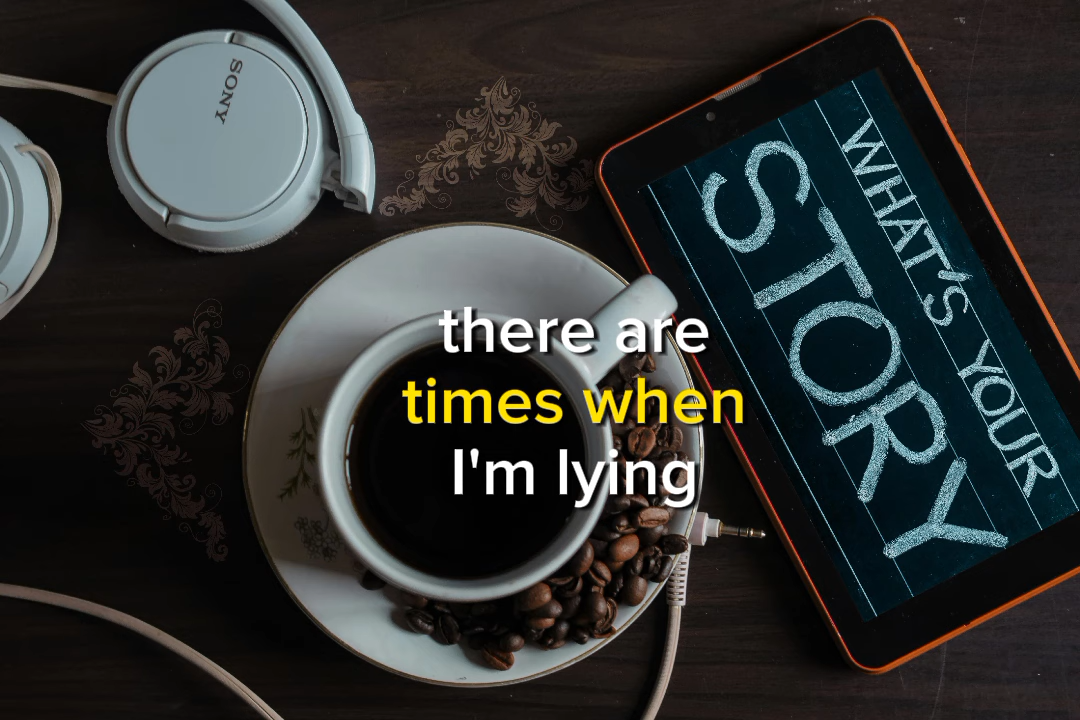 SONY
WHAT'S YOUR
STORY
there are
times when
I'm lying